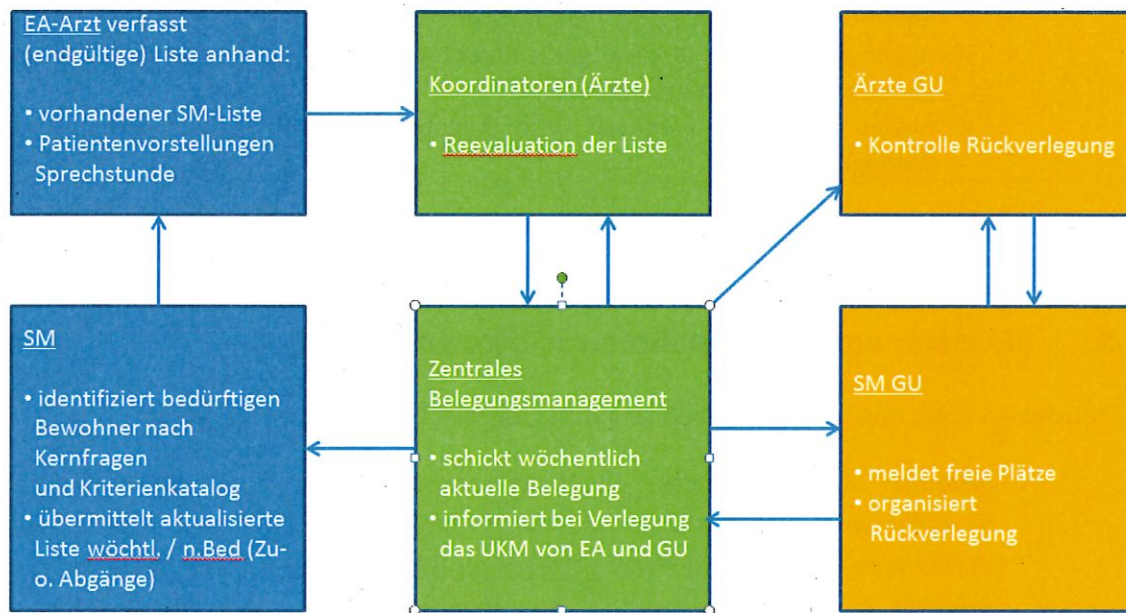 EA-Arzt verfasst
(endgültige) Liste anhand:
• vorhandener SM-Liste
• Patientenvorstellungen
Sprechstunde
Koordinatoren (Ärzte)
• Reevaluation der Liste
Ärzte GU
• Kontrolle Rückverlegung
SM
• identifiziert bedürftigen
Bewohner nach
Kernfragen
und Kriterienkatalog
• übermittelt aktualisierte
Liste wöchtl. / n.Bed (Zu-
o. Abgänge)
Zentrales
Belegungsmanagement
• schickt wöchentlich
aktuelle Belegung
• informiert bei Verlegung
das UKM von EA und GU
SM GU
• meldet freie Plätze
• organisiert
Rückverlegung